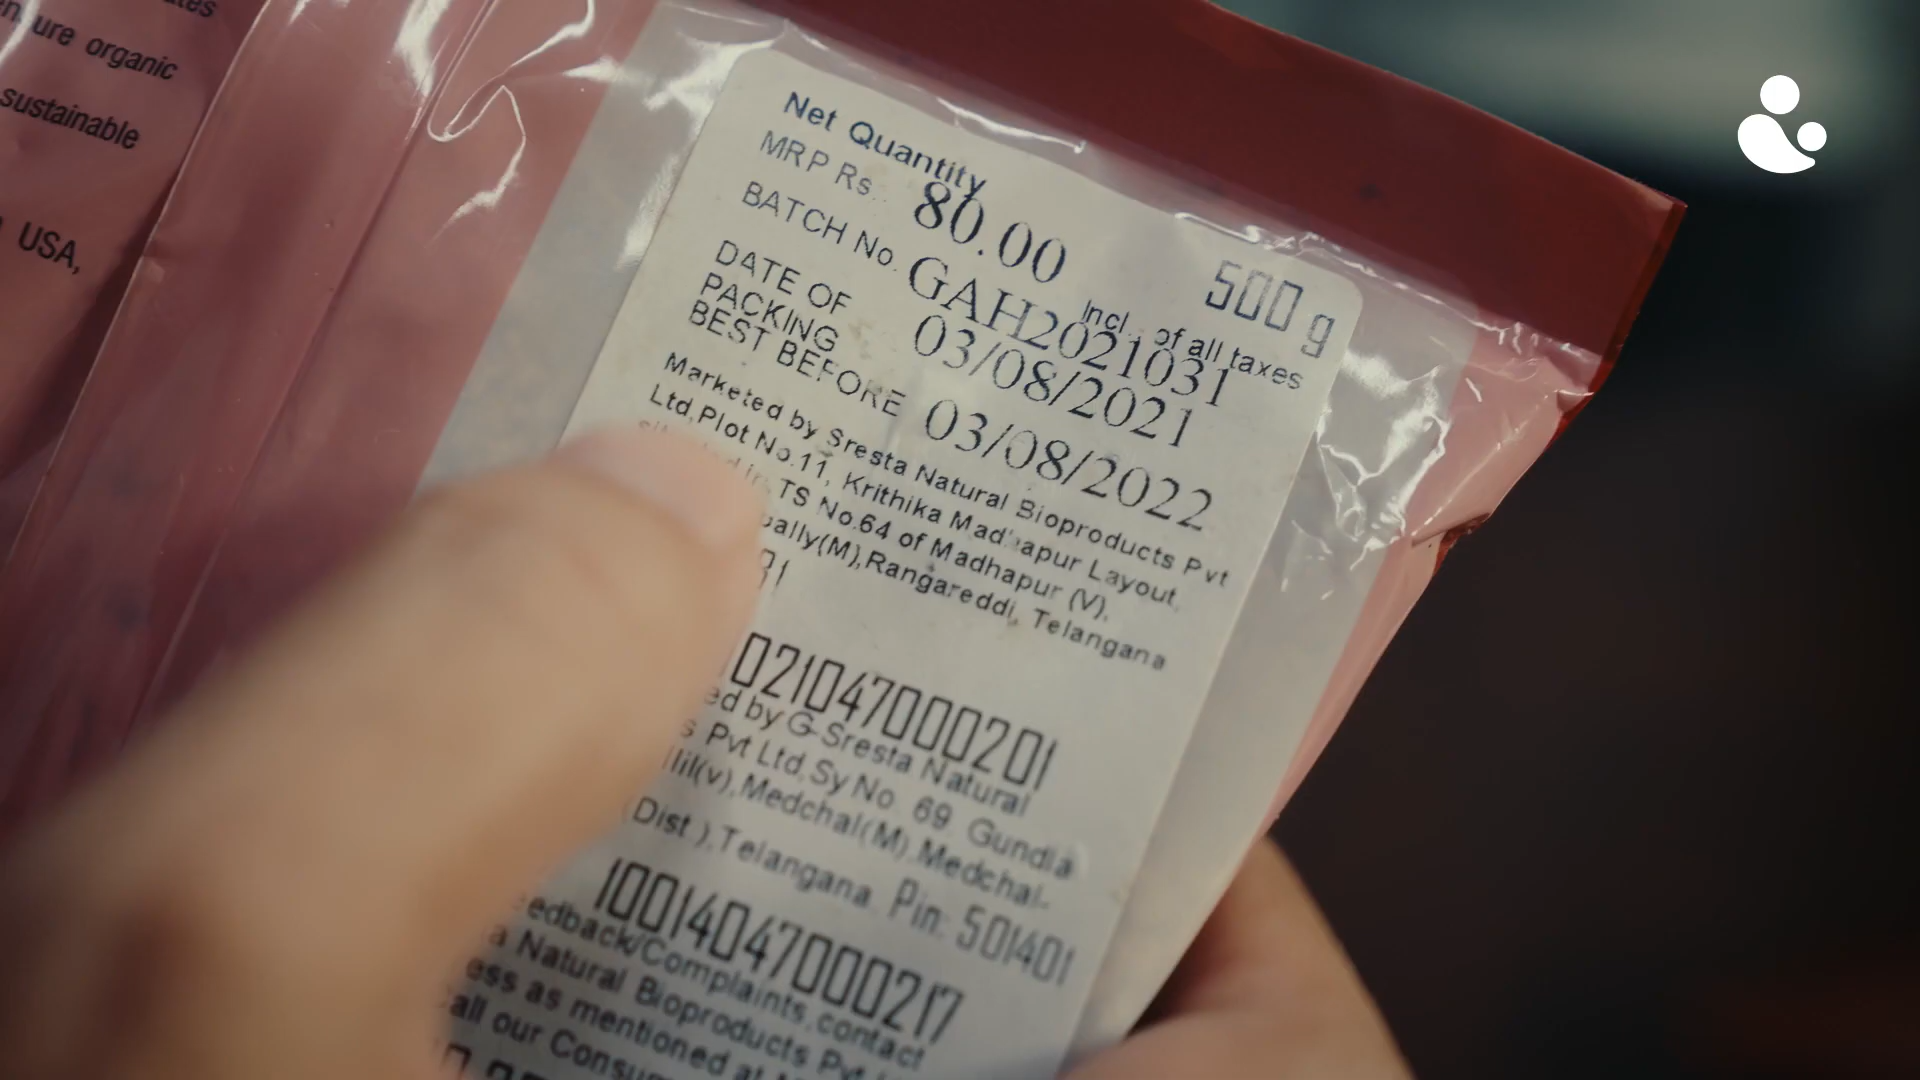 ure organic
sustainable
USA,
Net Quantity 500 g
MRP Rs. 80.00 incl. of all taxes
BATCH No. GAH2021031
DATE OF
PACKING 03/08/2021
BEST BEFORE 03/08/2022
Marketed by Sresta Natural Bioproducts Pvt
Ltd,Plot No.11, Krithika Madhapur Layout,
TS No.64 of Madhapur (V),
pally(M),Rangareddi, Telangana
021047000201
ed by G-Sresta Natural
s Pvt Ltd,Sy No. 69 Gundla
(v),Medchal(M),Medchal-
(Dist.),Telangana. Pin: 501401
10014047000217
edback/Complaints,contact
a Natural Bioproducts Pvt
ess as mentioned at
all our Consu